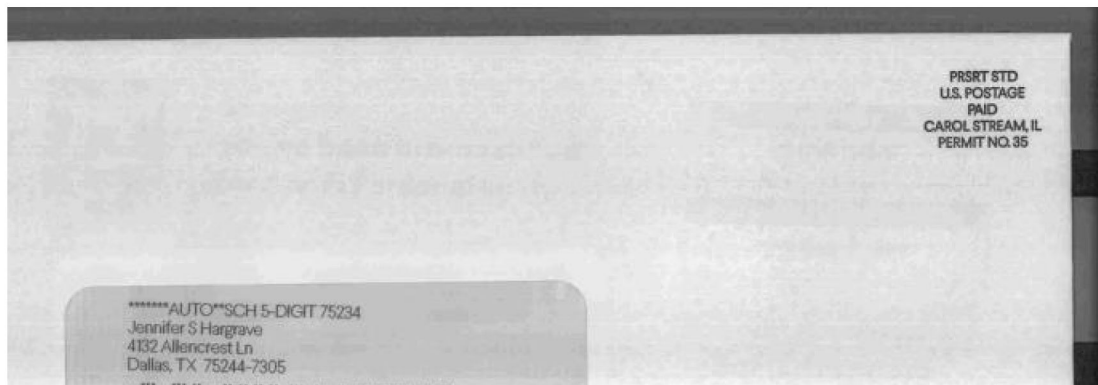 PRSRT STD
U.S. POSTAGE
PAID
CAROL STREAM, IL
PERMIT NO. 35
*******AUTO**SCH 5-DIGIT 75234
Jennifer S Hargrave
4132 Allencrest Ln
Dallas, TX 75244-7305